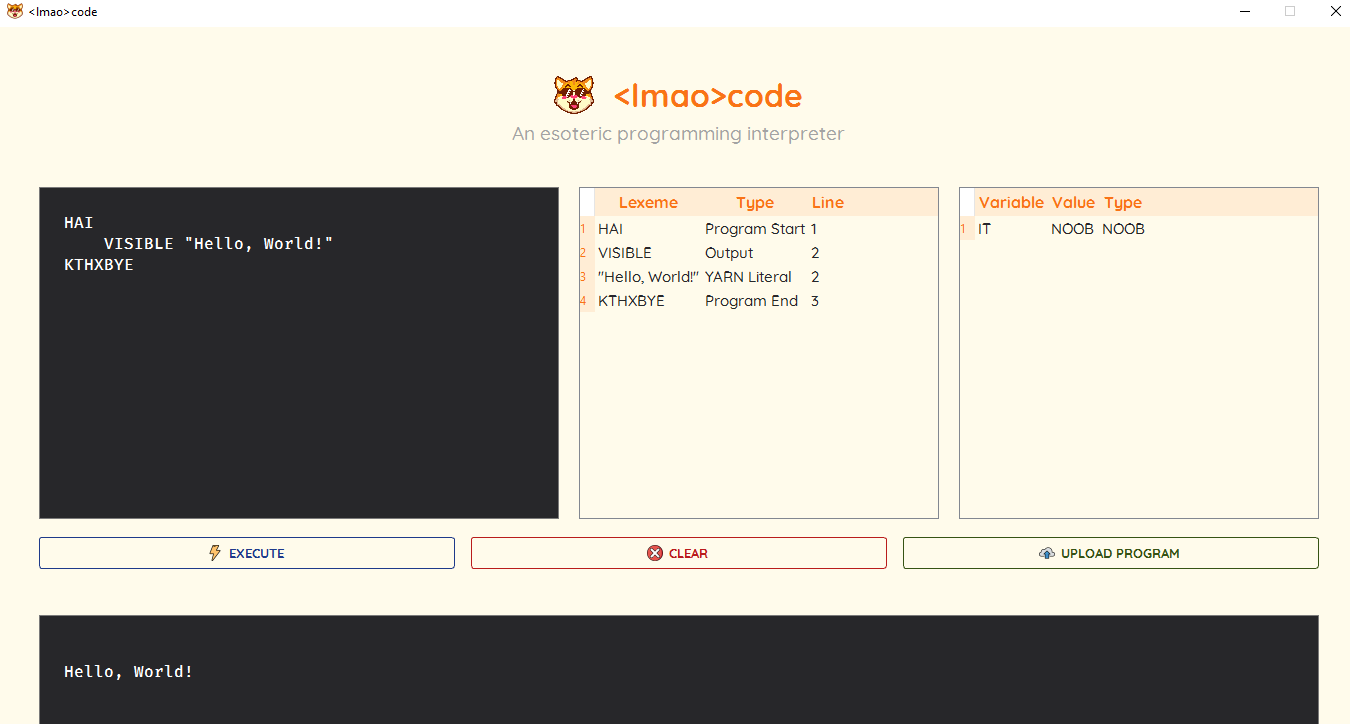 <lmao>code
<lmao>code
An esoteric programming interpreter
HAI
VISIBLE "Hello, World!"
KTHXBYE
Lexeme Type Line
1 HAI Program Start 1
2 VISIBLE Output 2
3 "Hello, World!" YARN Literal 2
4 KTHXBYE Program End 3
Variable Value Type
1 IT NOOB NOOB
EXECUTE
CLEAR
UPLOAD PROGRAM
Hello, World!